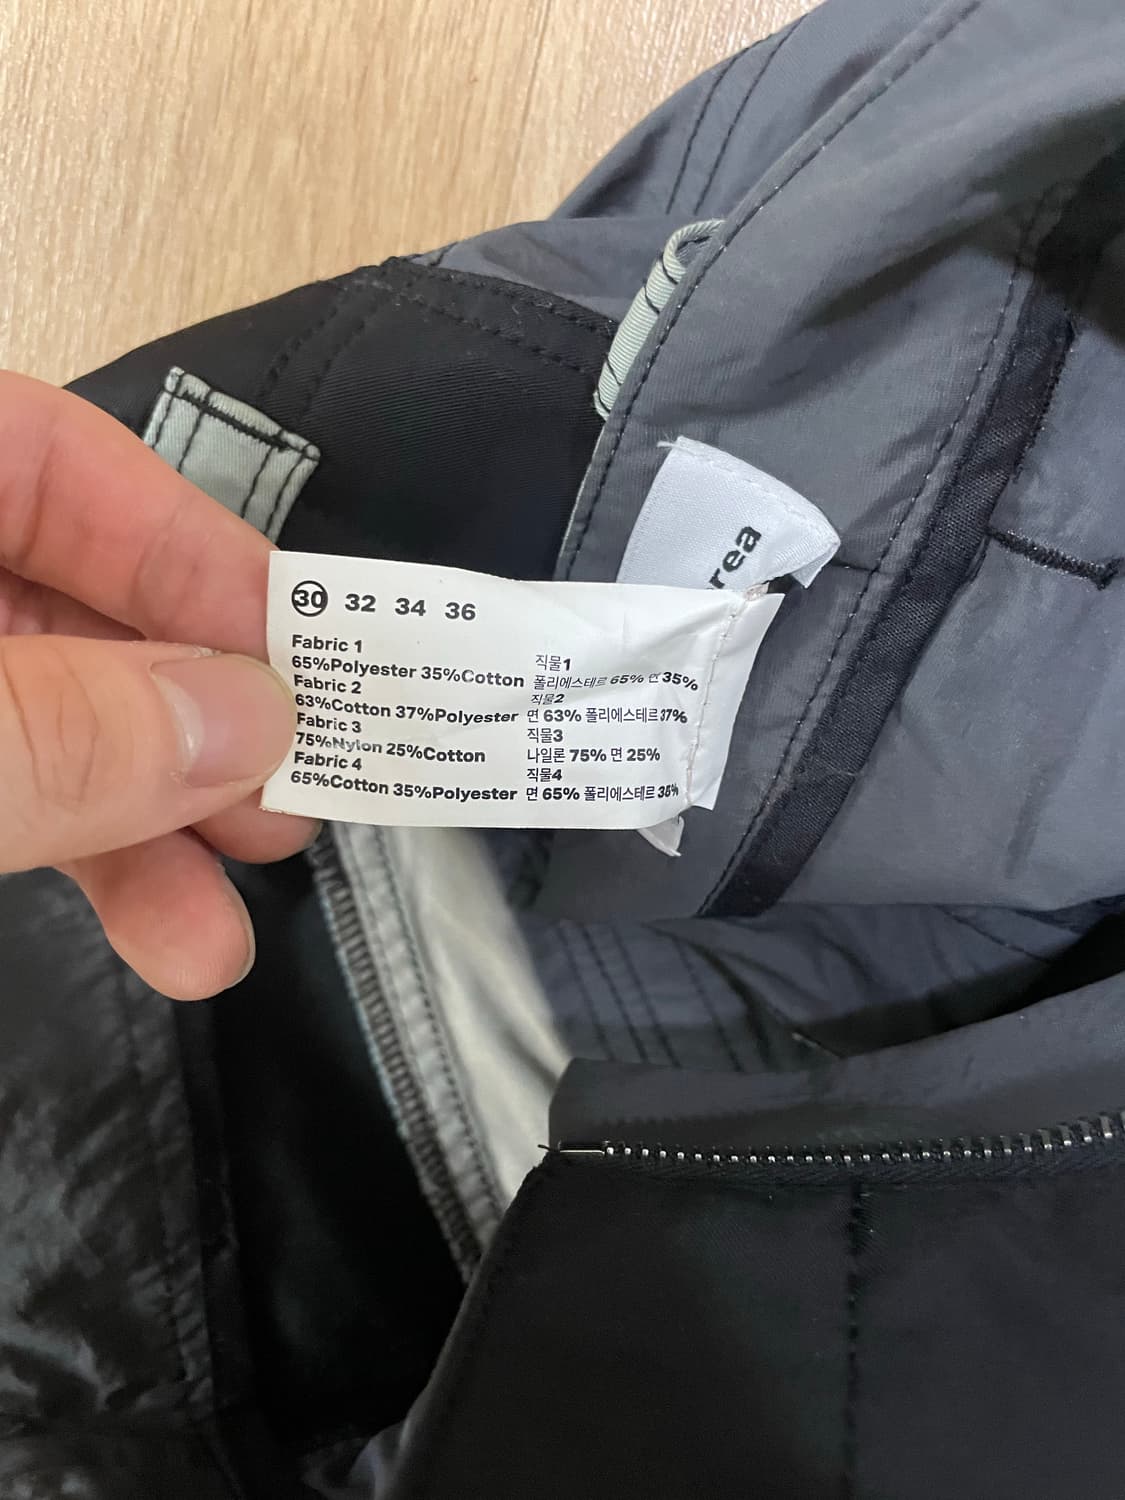 rea
30 32 34 36
Fabric 1
65%Polyester 35%Cotton
Fabric 2
63%Cotton 37%Polyester
Fabric 3
75%Nylon 25%Cotton
Fabric 4
65%Cotton 35%Polyester
직물1
폴리에스테르 65% 면 35%
직물2
면 63% 폴리에스테르 37%
직물3
나일론 75% 면 25%
직물4
면 65% 폴리에스테르 35%